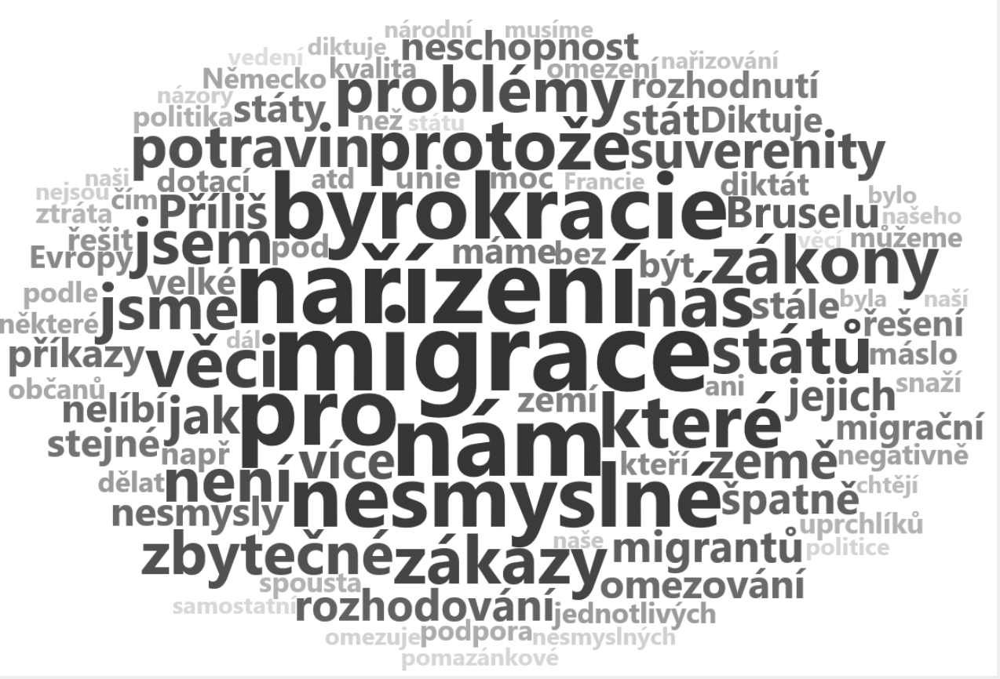 národní musíme
diktuje neschopnost
vedení kvalita omezení nařizování
Německo problémy rozhodnutí
názory státy stát Diktuje
politika než státu
potravin protože suverenity
naši dotací atd unie moc Francie diktát
nejsou čím Příliš byrokracie Bruselu bylo
ztráta našeho
řešit jsem pod máme bez být zákony věcí můžeme
Evropy velké nařízení
podle jsme nás stále byla naší
některé států řešení
příkazy věci dál migrace máslo
občanů ani snaží
nelíbí jak pro zemí které jejich
stejné např nám migrační
více kteří země negativně
dělat není nesmyslné špatně chtějí
nesmysly uprchlíků
zbytečné zákazy naše migrantů politice
spousta omezování
samostatní rozhodování jednotlivých
omezuje podpora nesmyslných
pomazánkové